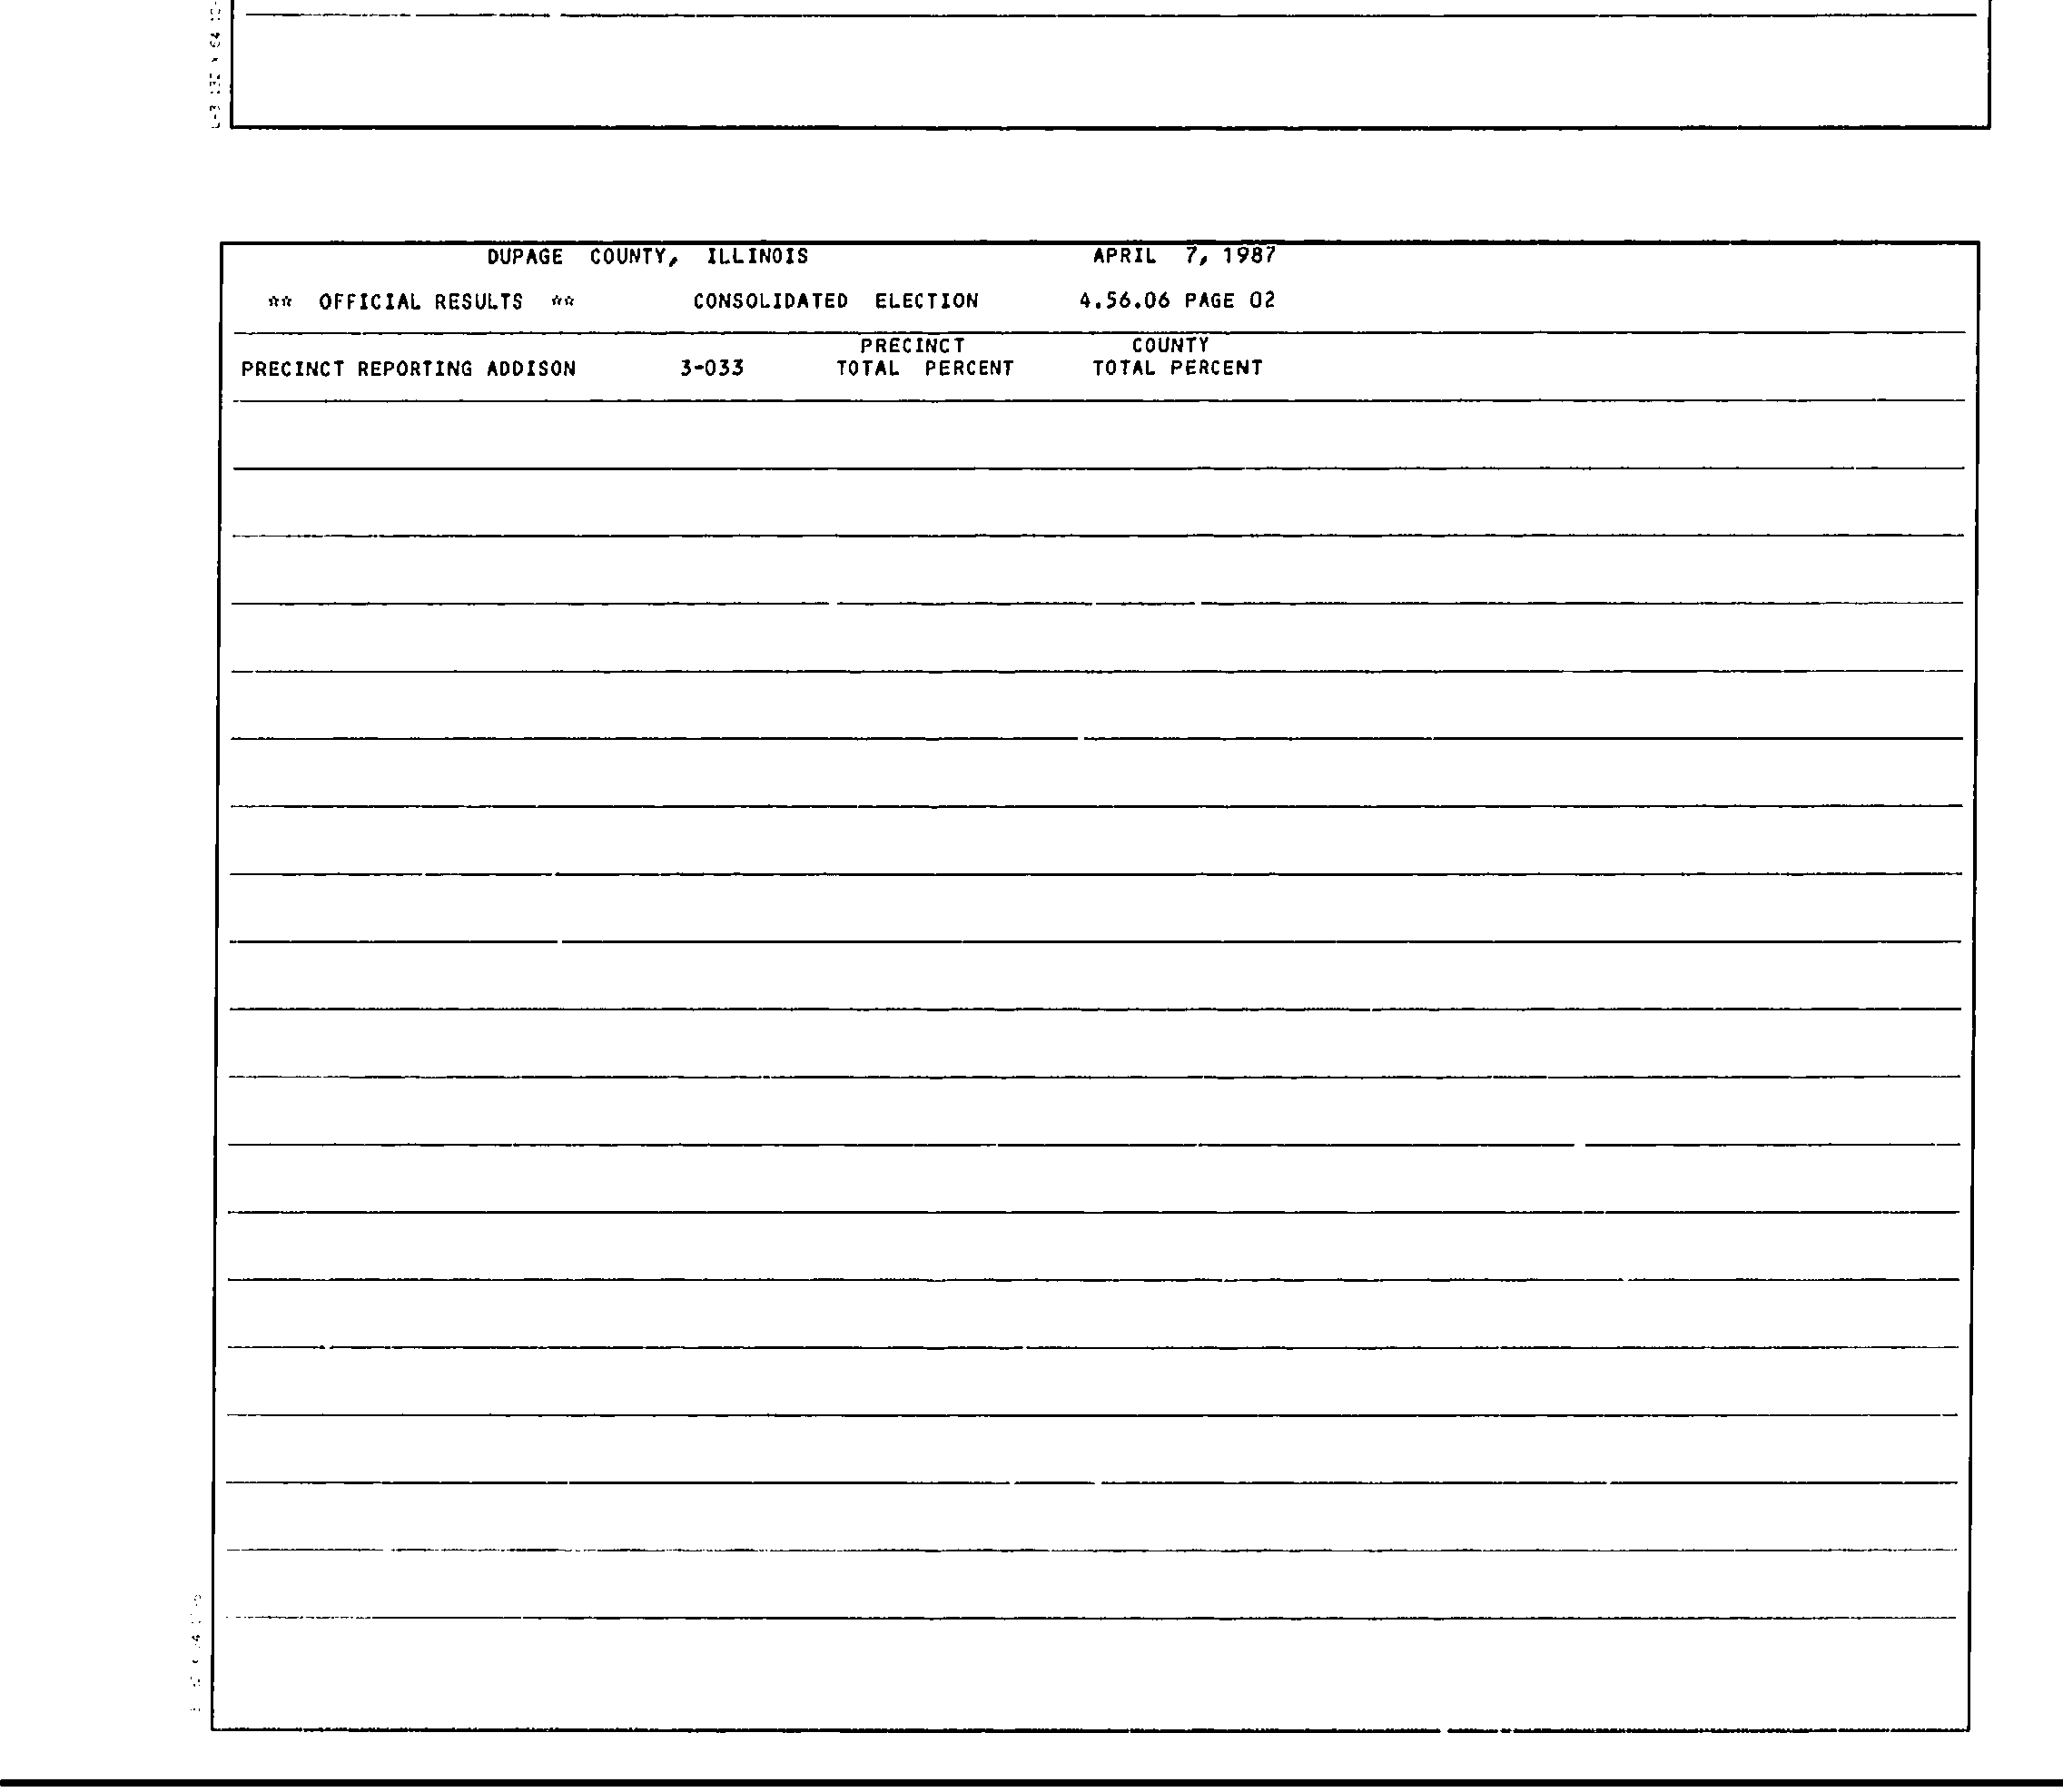 DUPAGE COUNTY, ILLINOIS APRIL 7, 1987
** OFFICIAL RESULTS ** CONSOLIDATED ELECTION 4.56.06 PAGE 02
PRECINCT COUNTY
PRECINCT REPORTING ADDISON 3-033 TOTAL PERCENT TOTAL PERCENT